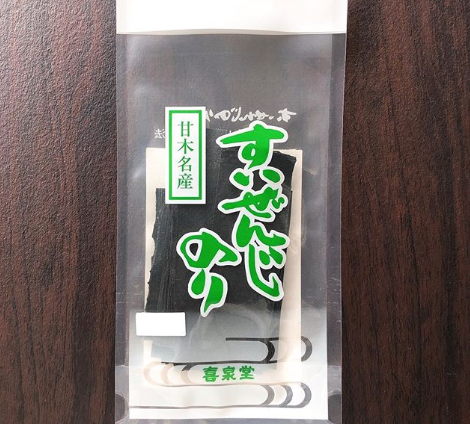 甘木名産
すいぜんじ
のり
喜泉堂